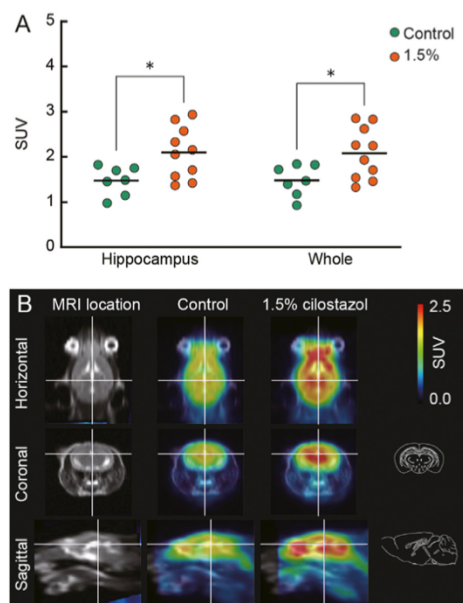 A
5
4
3
2
1
0
SUV
Control
1.5%
*
*
Hippocampus
Whole
B
MRI location
Control
1.5% cilostazol
Horizontal
Coronal
Sagittal
2.5
SUV
0.0